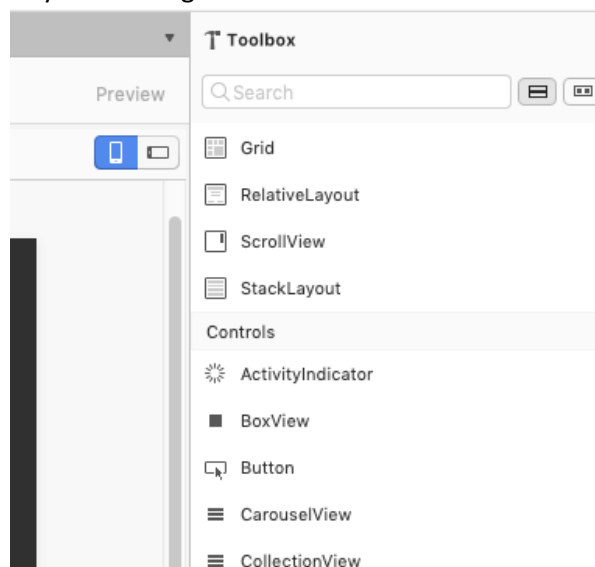 Toolbox
Preview
Search
Grid
RelativeLayout
ScrollView
StackLayout
Controls
ActivityIndicator
BoxView
Button
CarouselView
CollectionView